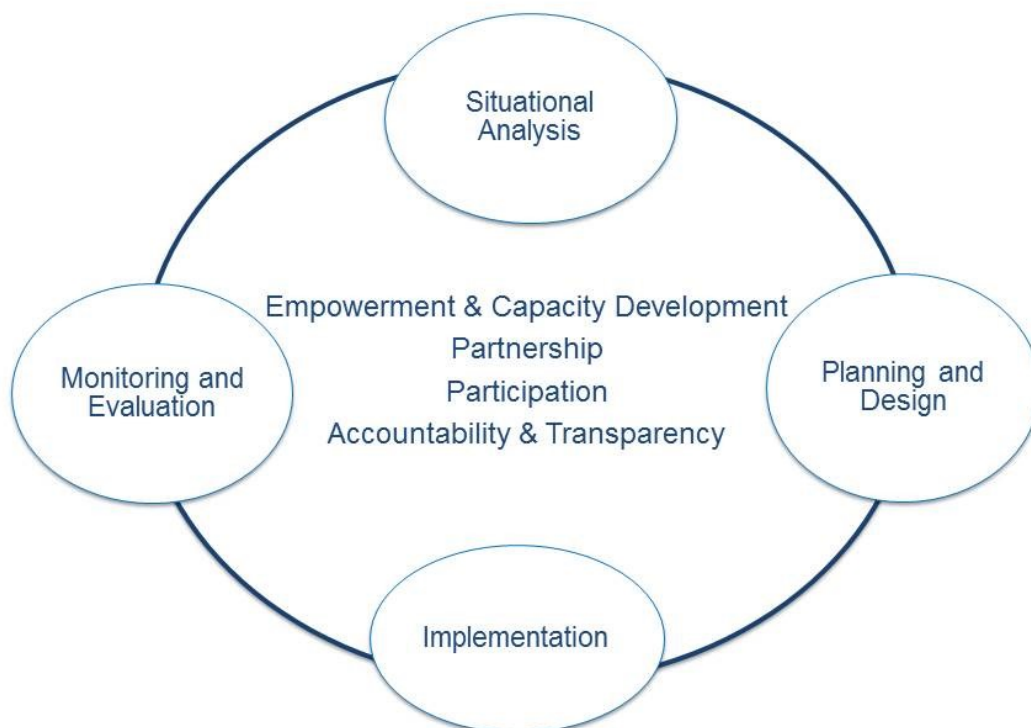 Situational
Analysis
Empowerment & Capacity Development
Partnership
Participation
Accountability & Transparency
Monitoring and
Evaluation
Planning and
Design
Implementation